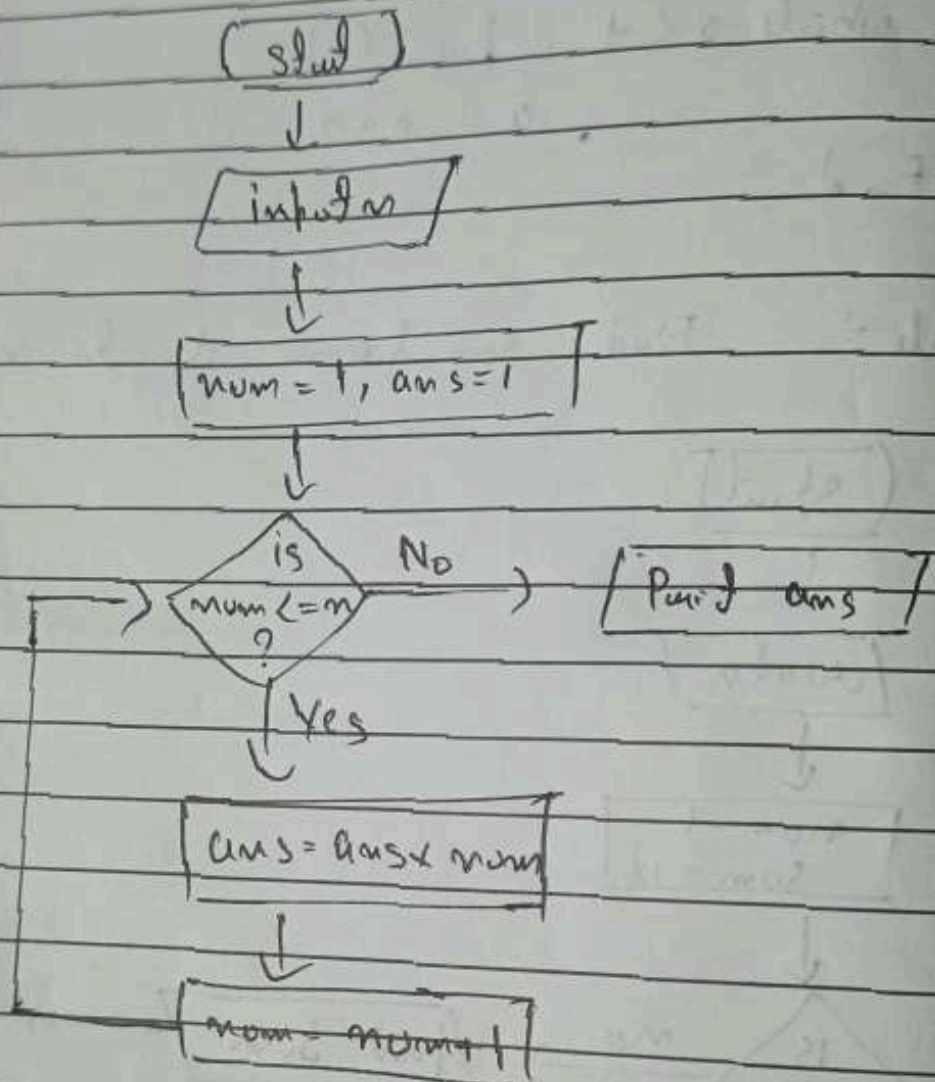 start
input n
num = 1, ans = 1
is
num <= n
?
No
Print ans
Yes
ans = ans x num
num = num + 1